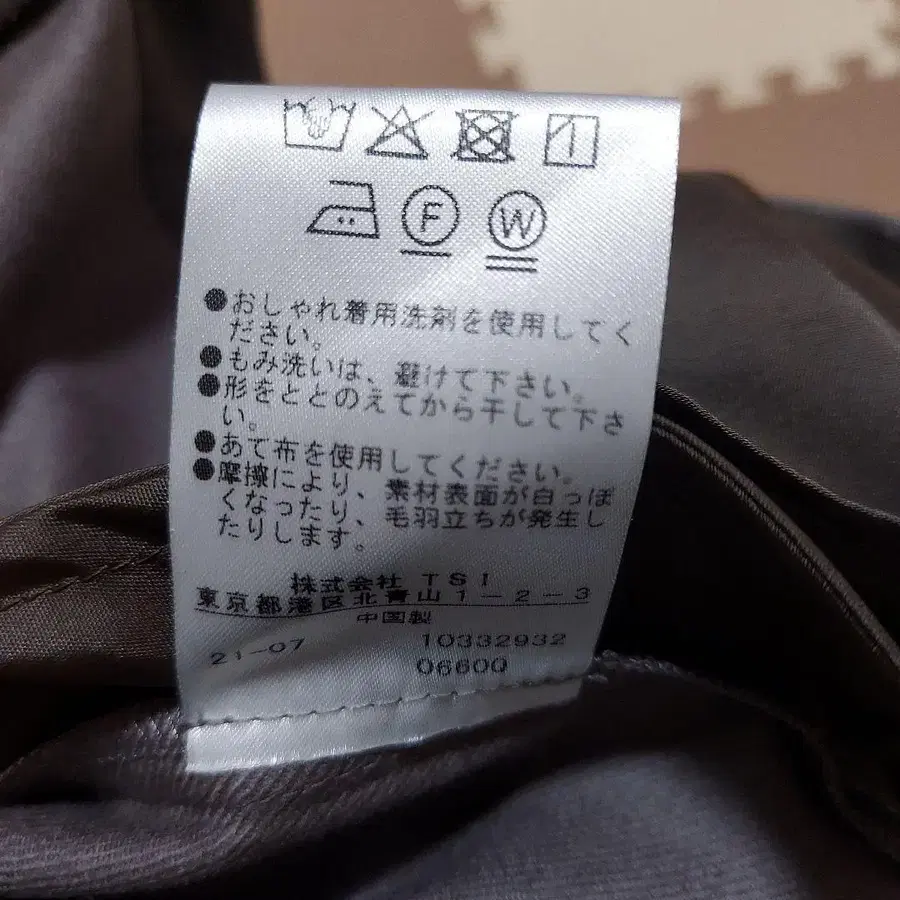 F W
●おしゃれ着用洗剤を使用してく
ださい。
●もみ洗いは、避けて下さい。
●形をととのえてから干して下さ
い。
●あて布を使用してください。
●摩擦により、素材表面が白っぽ
くなったり、毛羽立ちが発生し
たりします。
株式会社 TSI
東京都港区北青山1-2-3
中国製
21-07 10332932
06600